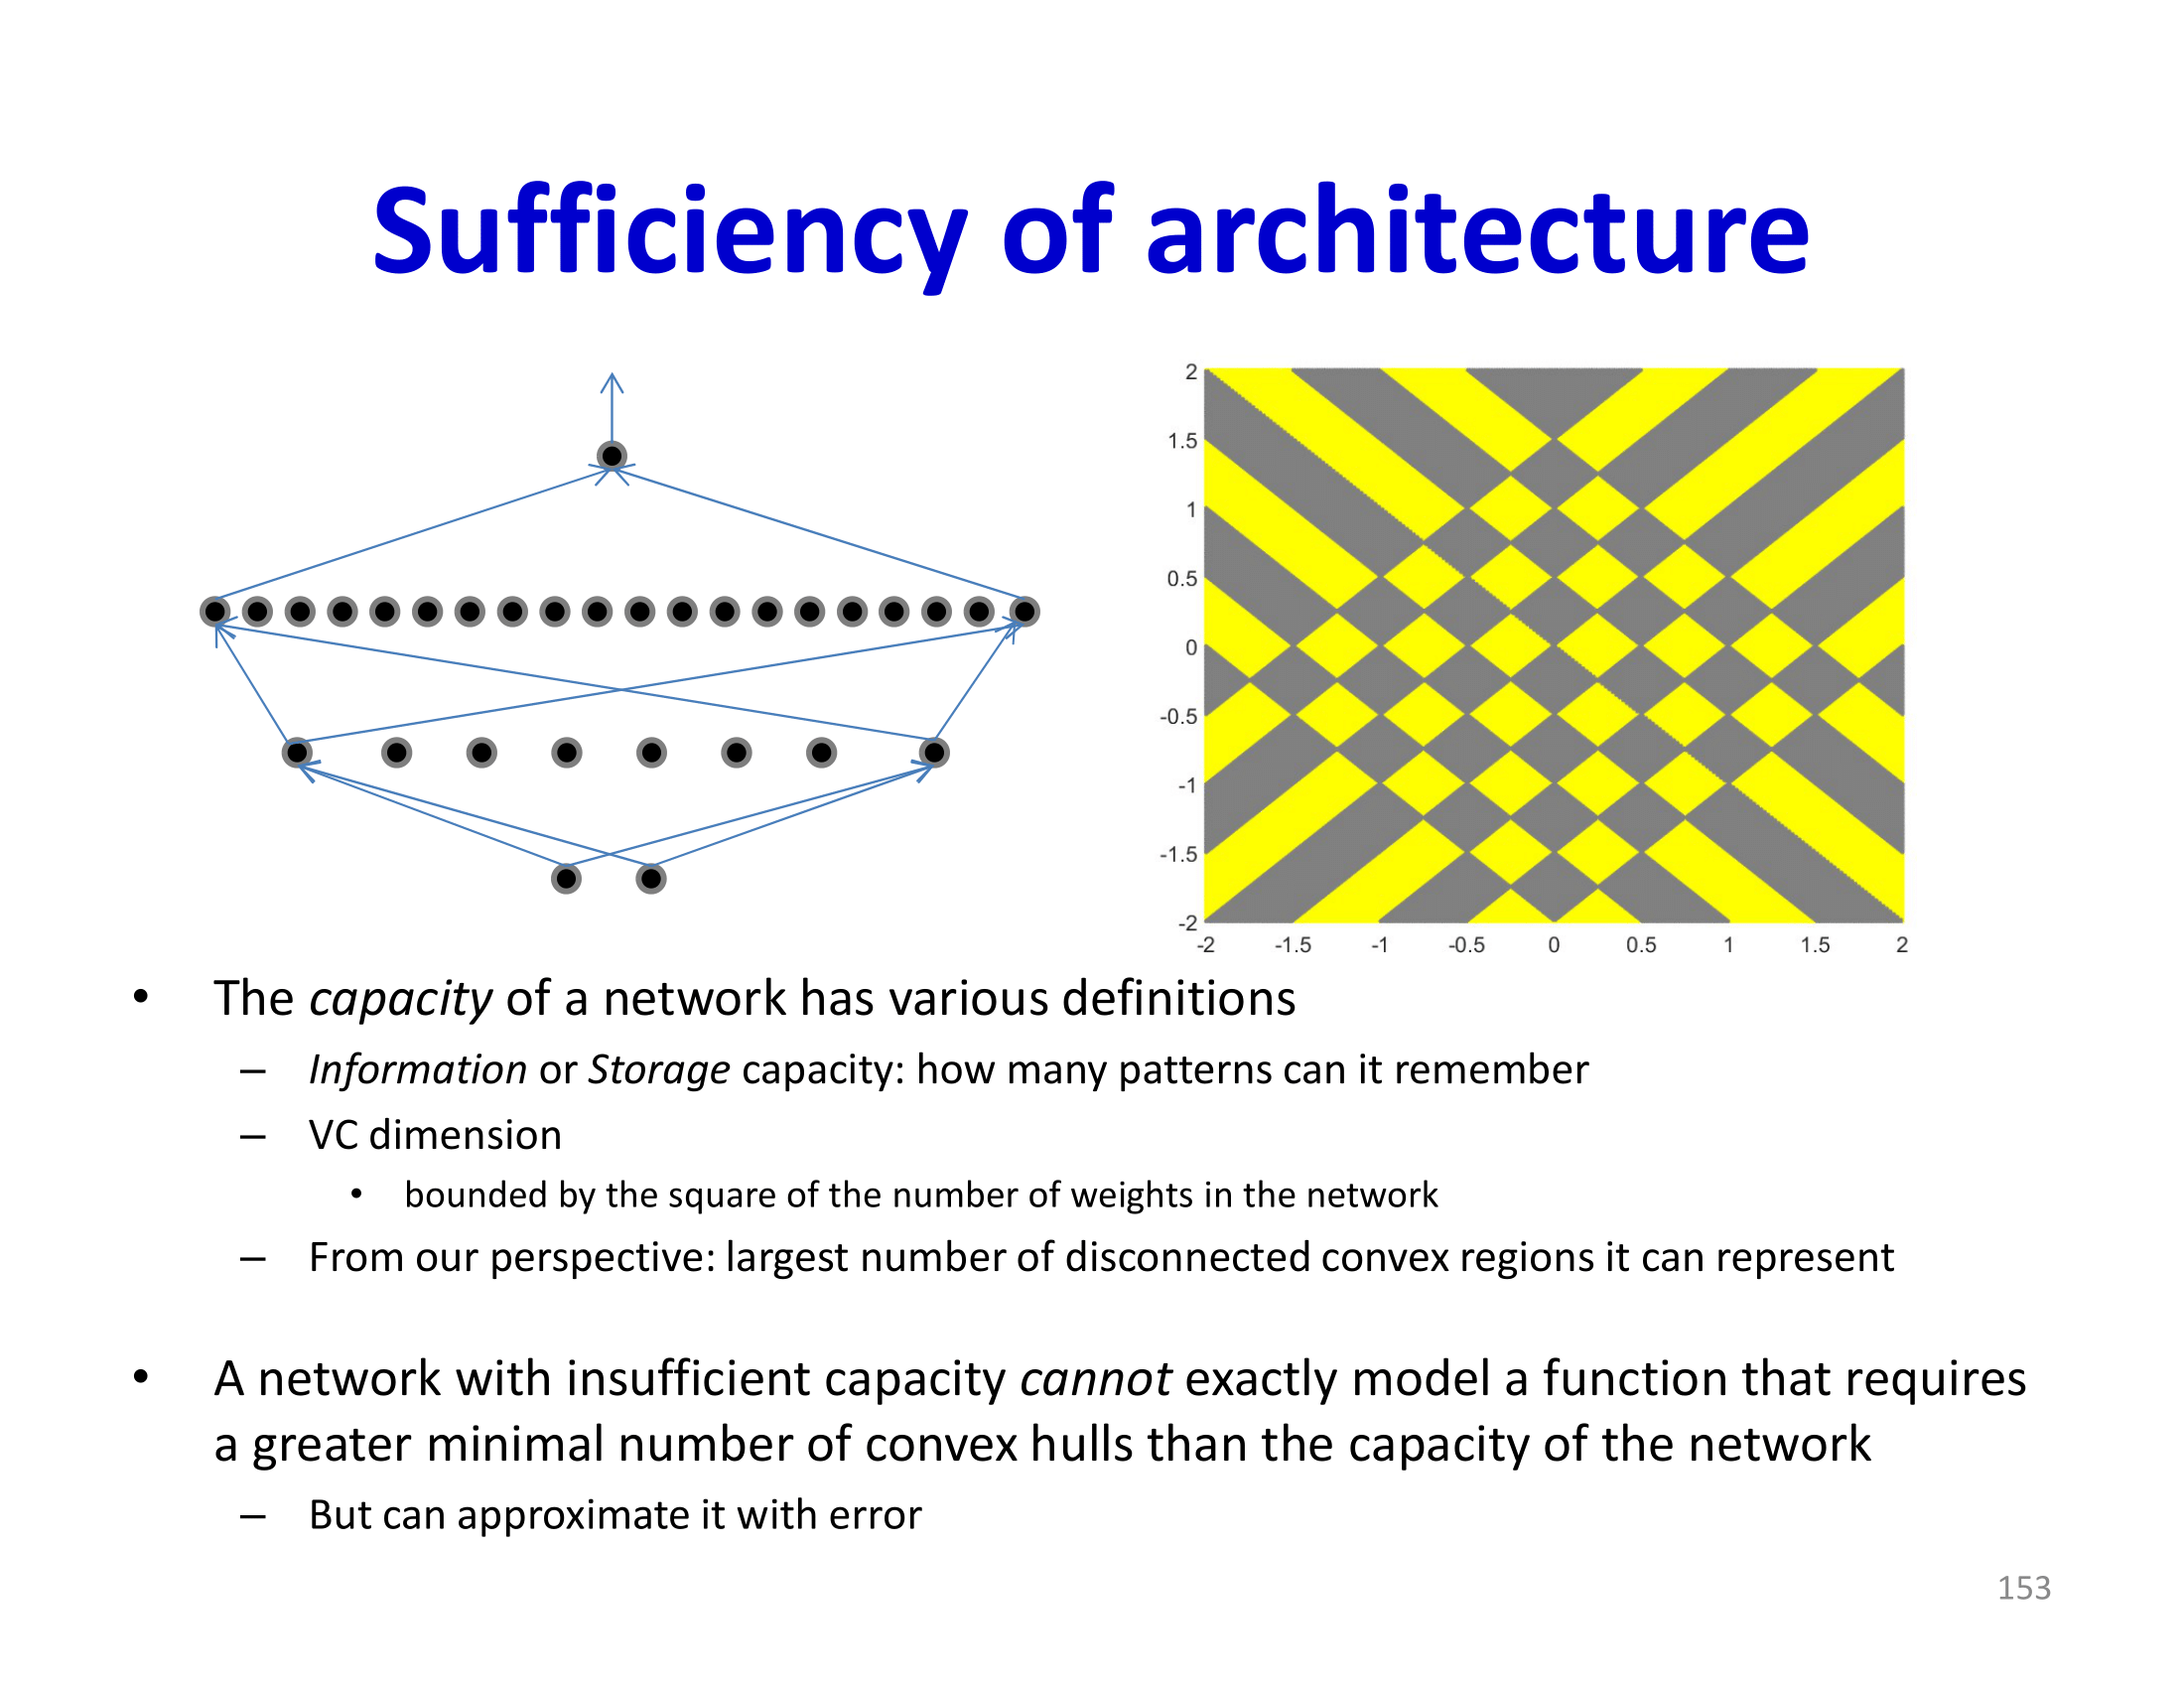 Sufficiency of architecture
2
1.5
1
0.5
0
-0.5
-1
-1.5
-2
-2 -1.5 -1 -0.5 0 0.5 1 1.5 2
• The capacity of a network has various definitions
– Information or Storage capacity: how many patterns can it remember
– VC dimension
• bounded by the square of the number of weights in the network
– From our perspective: largest number of disconnected convex regions it can represent
• A network with insufficient capacity cannot exactly model a function that requires
a greater minimal number of convex hulls than the capacity of the network
– But can approximate it with error
153